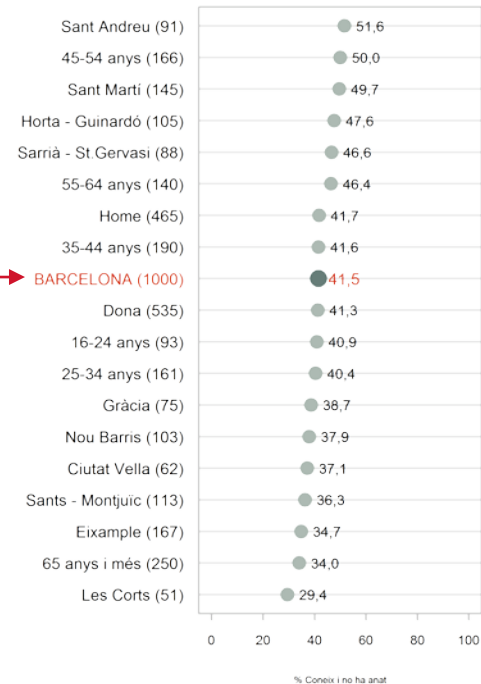 Sant Andreu (91) 51,6
45-54 anys (166) 50,0
Sant Martí (145) 49,7
Horta - Guinardó (105) 47,6
Sarrià - St.Gervasi (88) 46,6
55-64 anys (140) 46,4
Home (465) 41,7
35-44 anys (190) 41,6
BARCELONA (1000) 41,5
Dona (535) 41,3
16-24 anys (93) 40,9
25-34 anys (161) 40,4
Gràcia (75) 38,7
Nou Barris (103) 37,9
Ciutat Vella (62) 37,1
Sants - Montjuïc (113) 36,3
Eixample (167) 34,7
65 anys i més (250) 34,0
Les Corts (51) 29,4
0 20 40 60 80 100
% Coneix i no ha anat